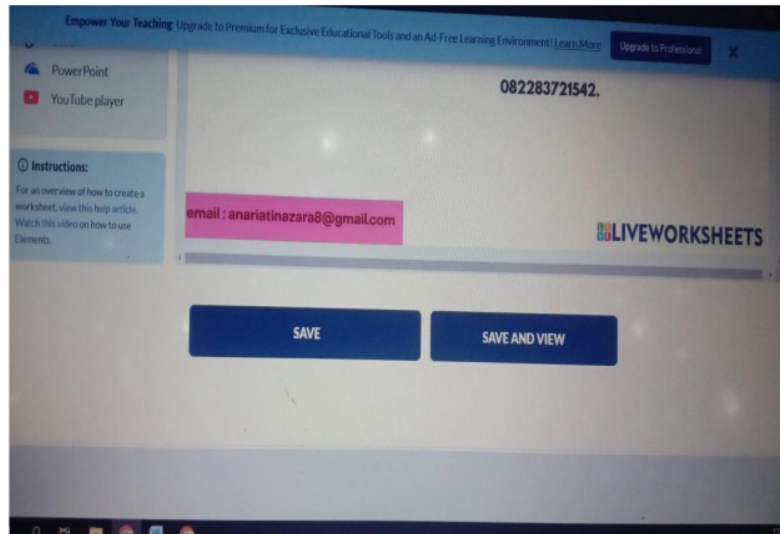 Empower Your Teaching: Upgrade to Premium for Exclusive Educational Tools and an Ad-Free Learning Environment! Learn More
Upgrade to Professional
PowerPoint
YouTube player
082283721542.
Instructions:
For an overview of how to create a
worksheet, view this help article.
Watch this video on how to use
Elements.
email : anariatinazara8@gmail.com
LIVEWORKSHEETS
SAVE
SAVE AND VIEW